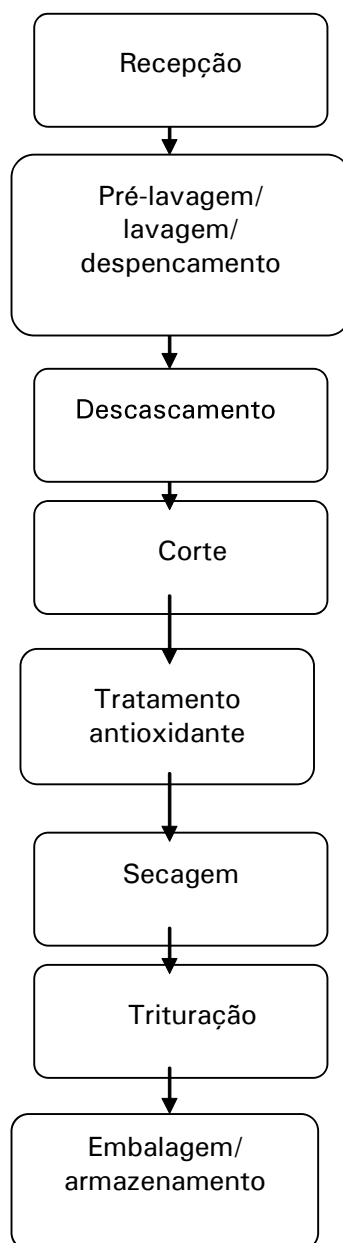 Recepção
Pré-lavagem/
lavagem/
despencamento
Descascamento
Corte
Tratamento
antioxidante
Secagem
Trituração
Embalagem/
armazenamento